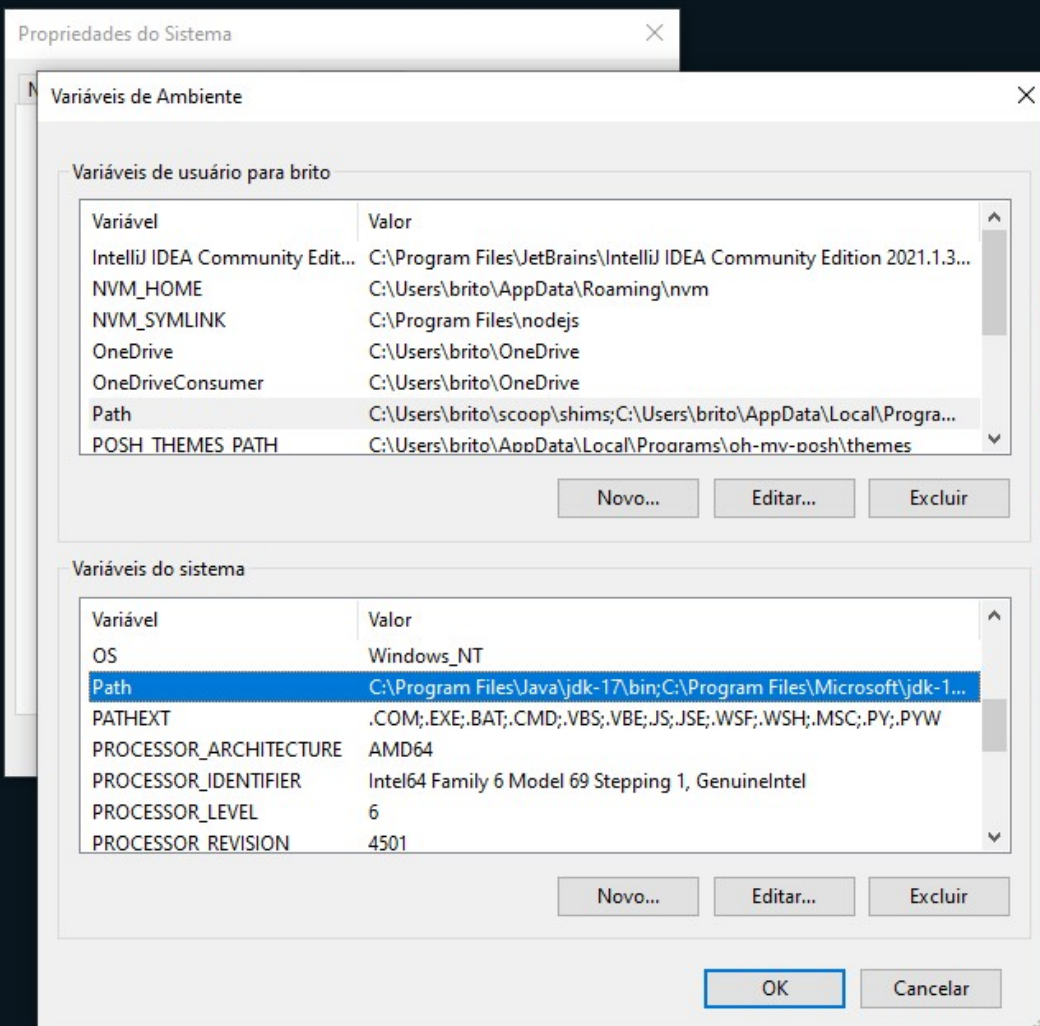 Propriedades do Sistema
N
Variáveis de Ambiente
Variáveis de usuário para brito
Variável Valor
IntelliJ IDEA Community Edit... C:\Program Files\JetBrains\IntelliJ IDEA Community Edition 2021.1.3...
NVM_HOME C:\Users\brito\AppData\Roaming\nvm
NVM_SYMLINK C:\Program Files\nodejs
OneDrive C:\Users\brito\OneDrive
OneDriveConsumer C:\Users\brito\OneDrive
Path C:\Users\brito\scoop\shims;C:\Users\brito\AppData\Local\Progra...
POSH_THEMES_PATH C:\Users\brito\AppData\Local\Programs\oh-my-posh\themes
Novo... Editar... Excluir
Variáveis do sistema
Variável Valor
OS Windows_NT
Path C:\Program Files\Java\jdk-17\bin;C:\Program Files\Microsoft\jdk-1...
PATHEXT .COM;.EXE;.BAT;.CMD;.VBS;.VBE;.JS;.JSE;.WSF;.WSH;.MSC;.PY;.PYW
PROCESSOR_ARCHITECTURE AMD64
PROCESSOR_IDENTIFIER Intel64 Family 6 Model 69 Stepping 1, GenuineIntel
PROCESSOR_LEVEL 6
PROCESSOR_REVISION 4501
Novo... Editar... Excluir
OK Cancelar